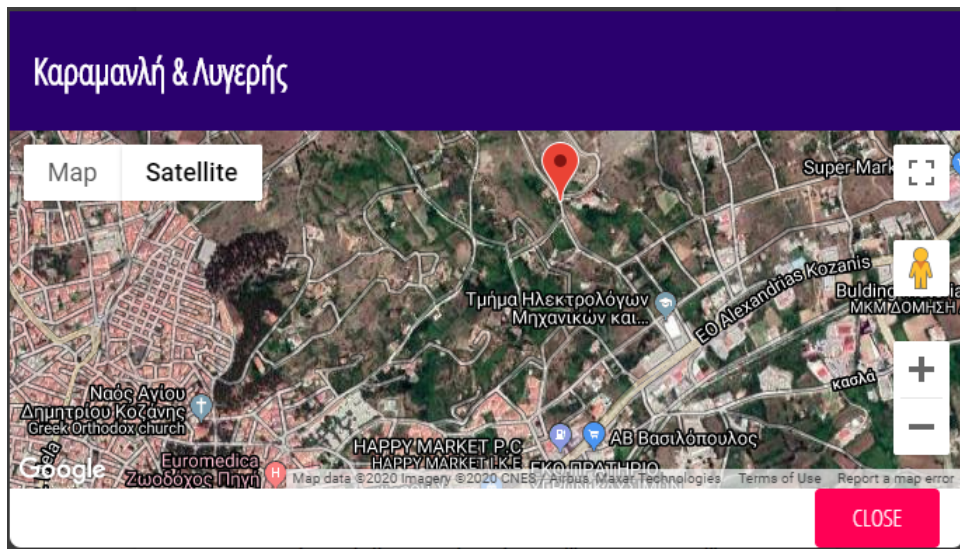 Καραμανλή & Λυγερής
Map Satellite
Super Mark
Τμήμα Ηλεκτρολόγων
Μηχανικών και...
EO Alexandrias Kozanis
Bulding
ΜΚΜ ΔΟΜΗΣΗ
κασλά
Ναός Αγίου
Δημητρίου Κοζάνης
Greek Orthodox church
HAPPY MARKET P.C
HAPPY MARKET Ι.Κ.Ε
ΑΒ Βασιλόπουλος
ΕΚΟ ΠΡΑΤΗΡΙΟ
Euromedica
Ζωοδόχος Πηγή
H
Google
Map data ©2020 Imagery ©2020 CNES / Airbus, Maxar Technologies Terms of Use Report a map error
CLOSE